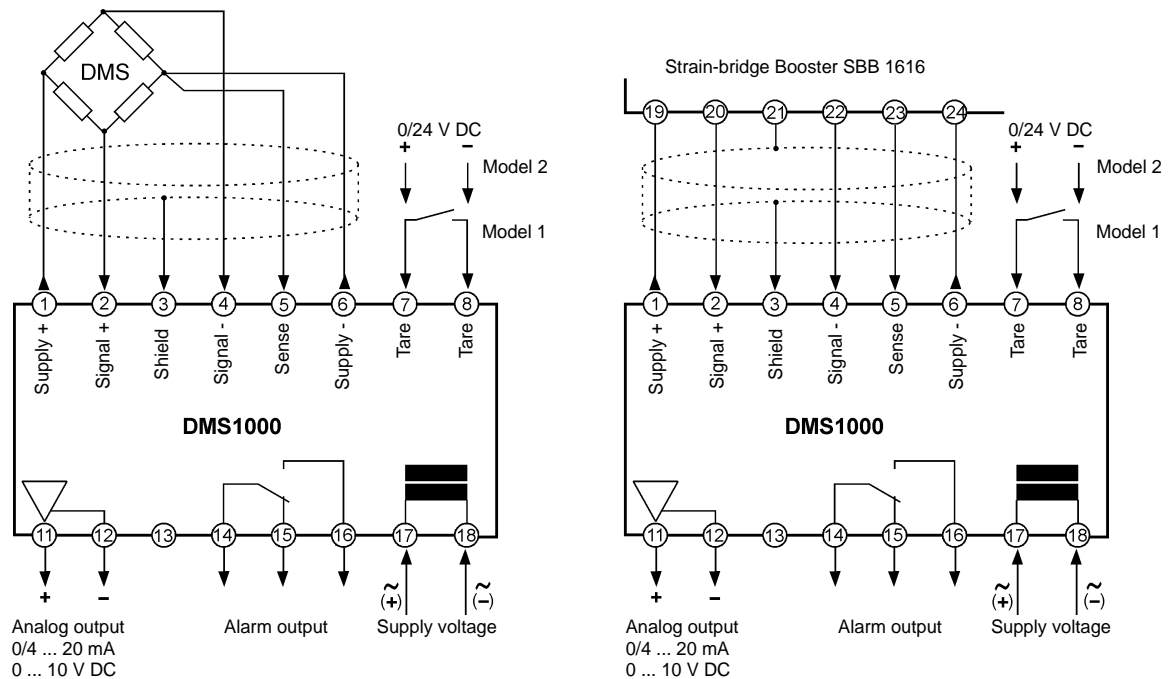 DMS
0/24 V DC
+ −
Model 2
Model 1
1 2 3 4 5 6 7 8
Supply +
Signal +
Shield
Signal -
Sense
Supply -
Tare
Tare
DMS1000
11 12 13 14 15 16 17 18
+ − ~ ~
(+) (−)
Analog output
0/4 ... 20 mA
0 ... 10 V DC
Alarm output
Supply voltage
Strain-bridge Booster SBB 1616
19 20 21 22 23 24
0/24 V DC
+ −
Model 2
Model 1
1 2 3 4 5 6 7 8
Supply +
Signal +
Shield
Signal -
Sense
Supply -
Tare
Tare
DMS1000
11 12 13 14 15 16 17 18
+ − ~ ~
(+) (−)
Analog output
0/4 ... 20 mA
0 ... 10 V DC
Alarm output
Supply voltage